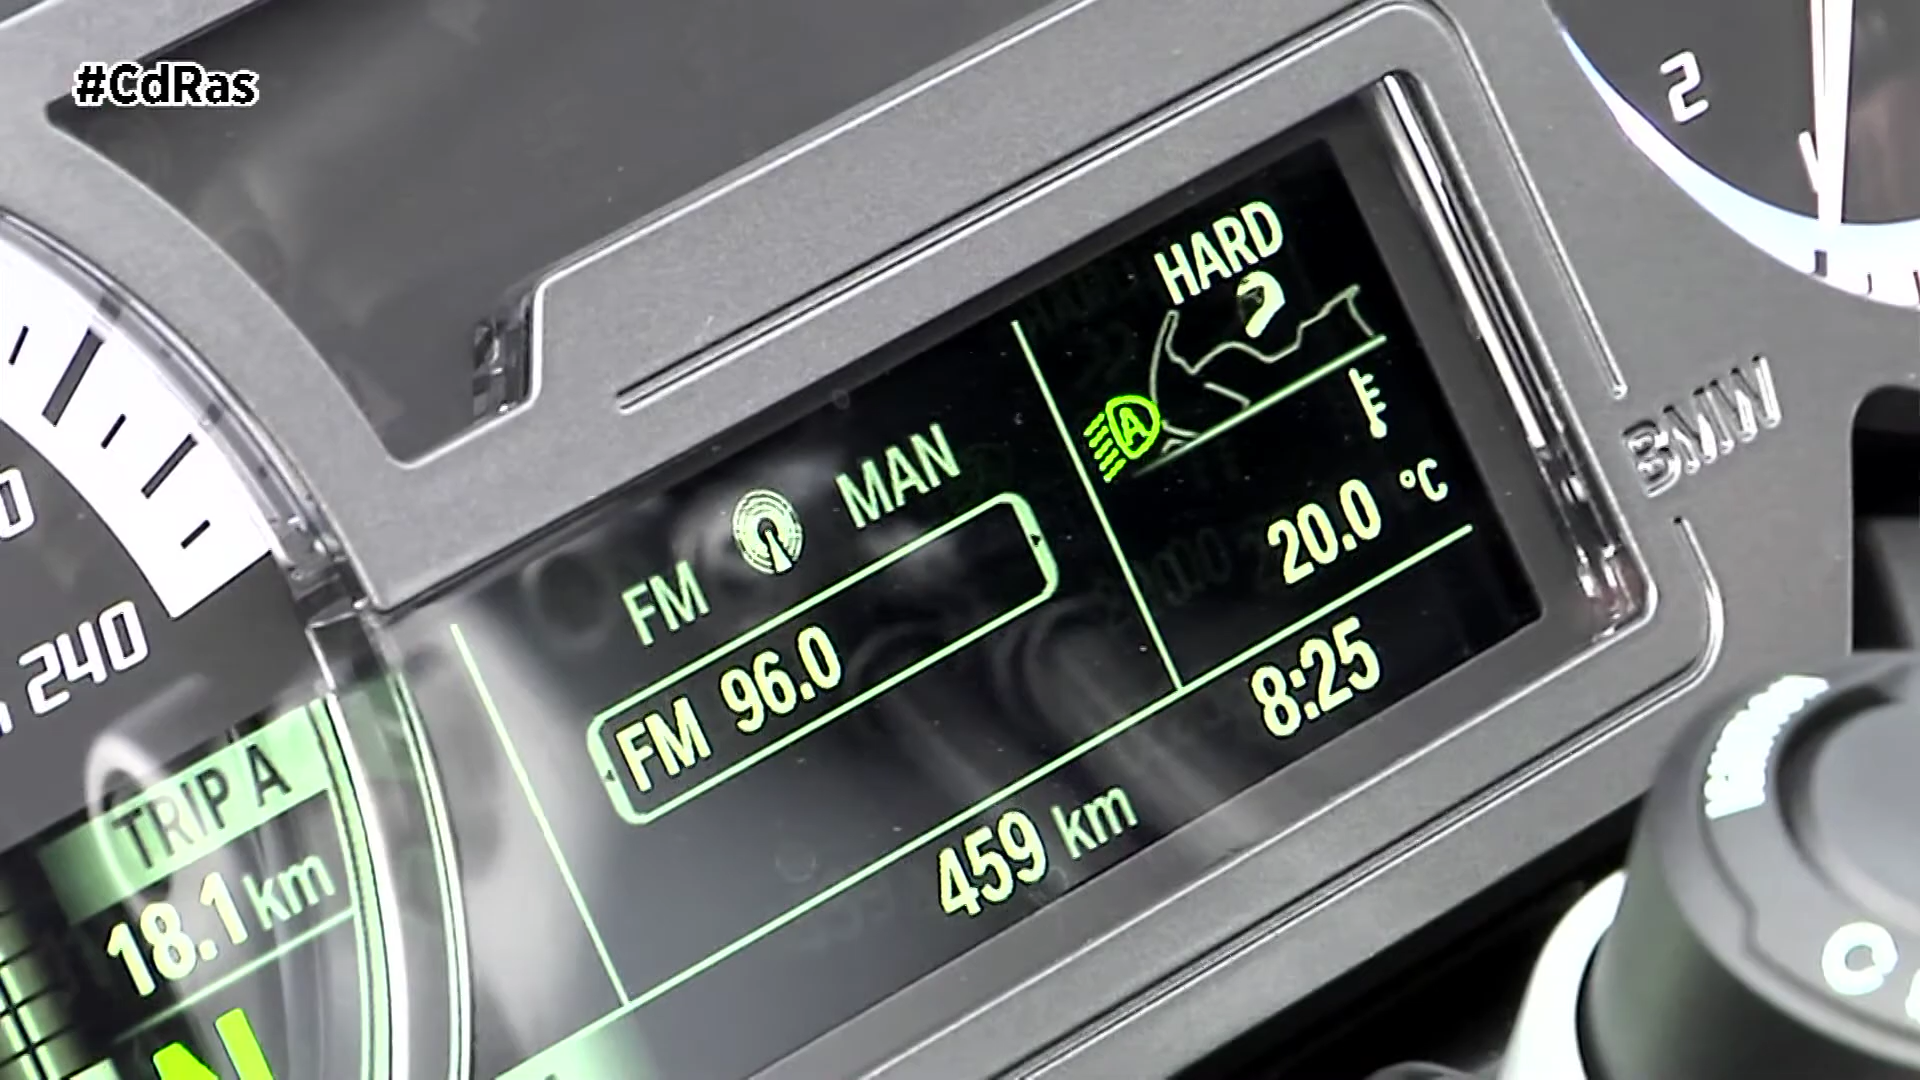 #CdRas
2
HARD
BMW
A
MAN
°C
20.0
FM
FM 96.0
8:25
240
TRIP A
459 km
18.1 km
N